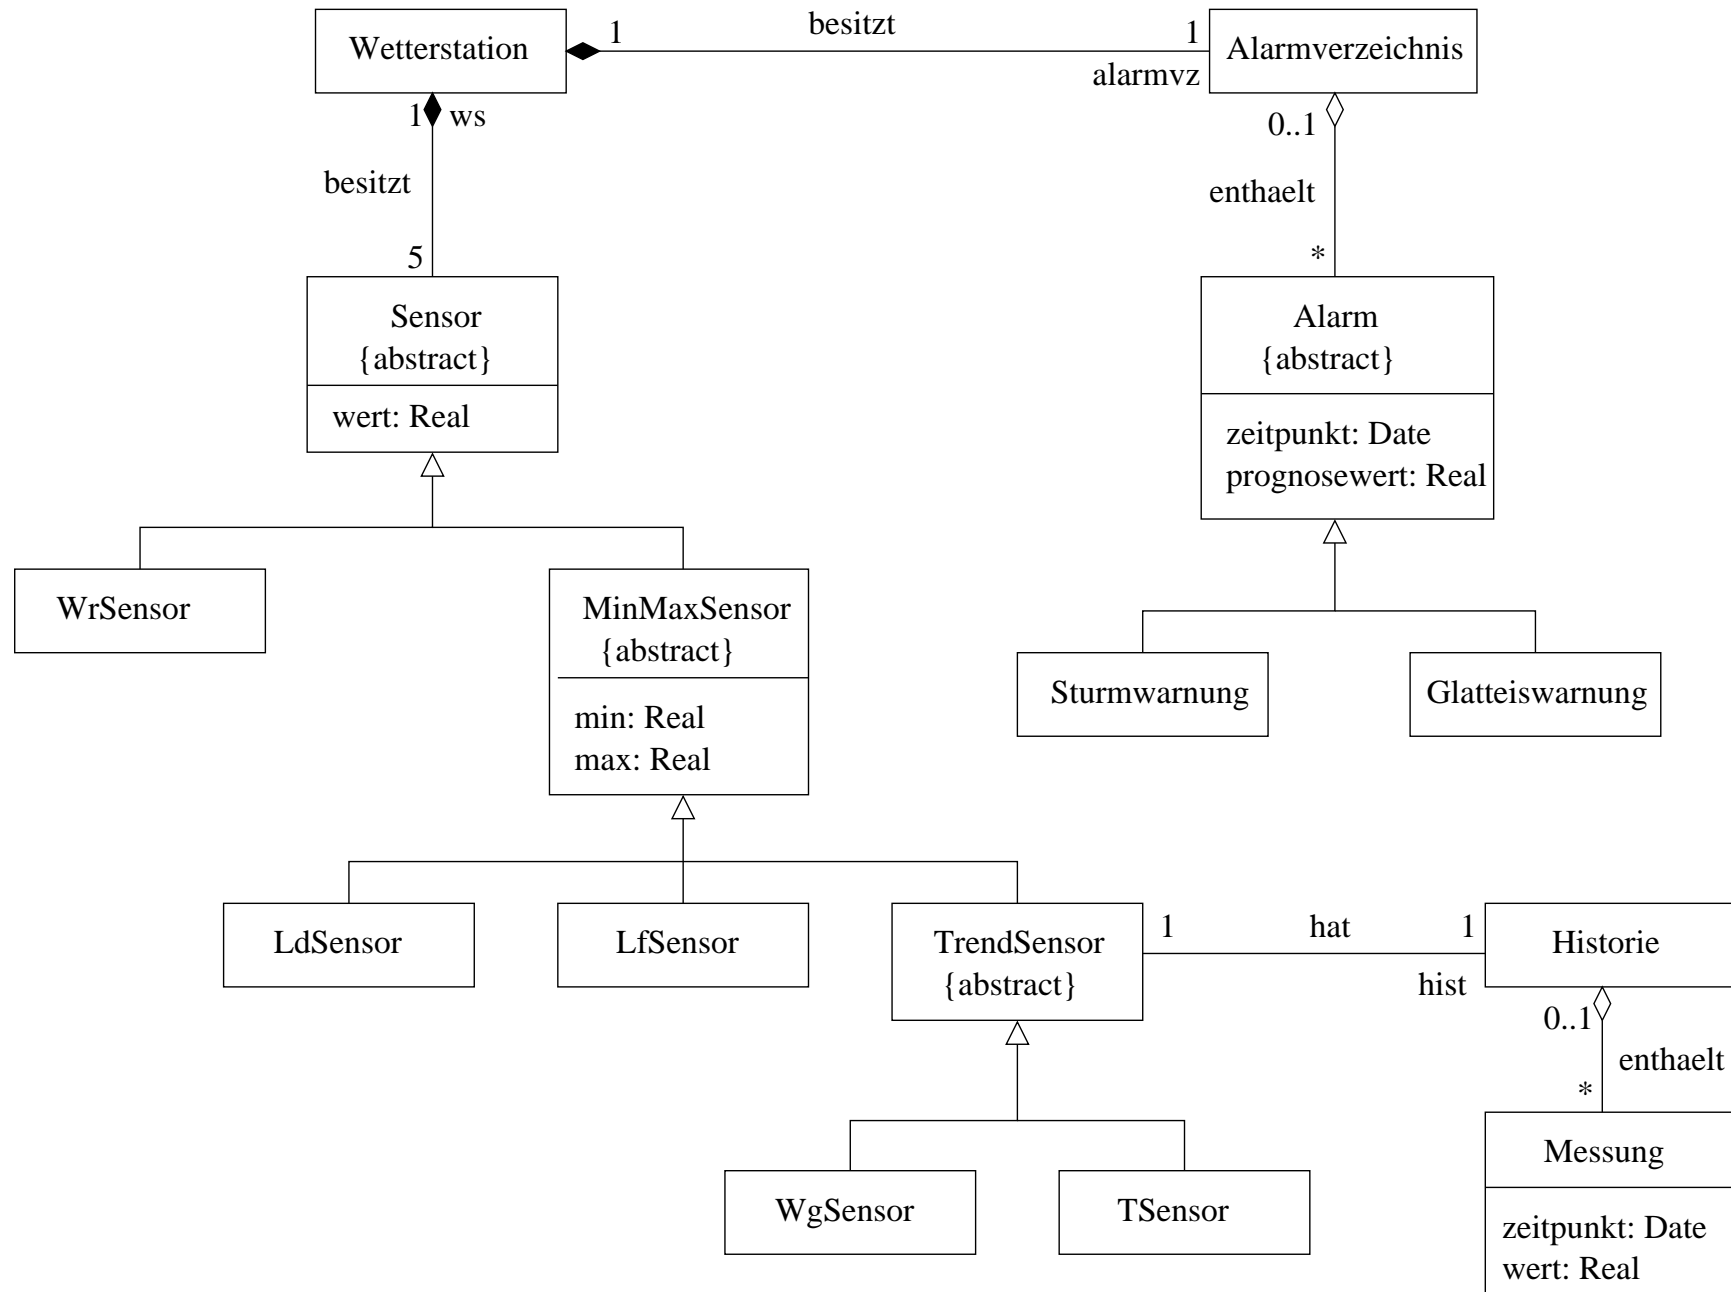 Wetterstation
1
besitzt
1
alarmvz
Alarmverzeichnis
1
ws
besitzt
5
0..1
enthaelt
*
Sensor
{abstract}
wert: Real
Alarm
{abstract}
zeitpunkt: Date
prognosewert: Real
WrSensor
MinMaxSensor
{abstract}
min: Real
max: Real
Sturmwarnung
Glatteiswarnung
LdSensor
LfSensor
TrendSensor
{abstract}
1
hat
1
hist
Historie
0..1
enthaelt
*
WgSensor
TSensor
Messung
zeitpunkt: Date
wert: Real